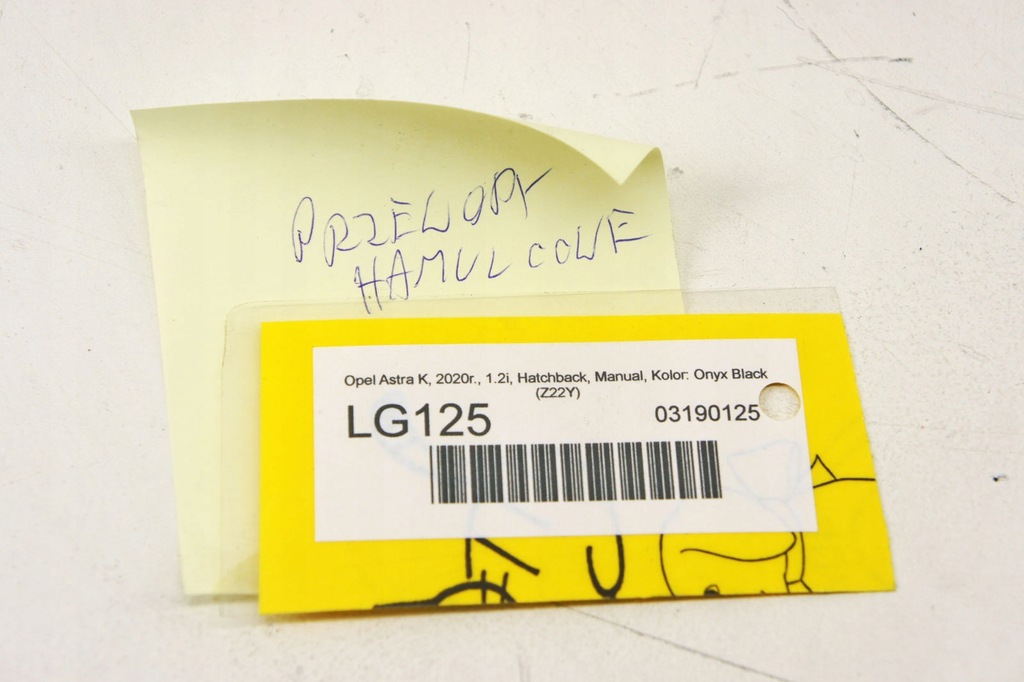 PRZEWODY
HAMULCOWE
Opel Astra K, 2020r., 1.2i, Hatchback, Manual, Kolor: Onyx Black
(Z22Y)
LG125
03190125